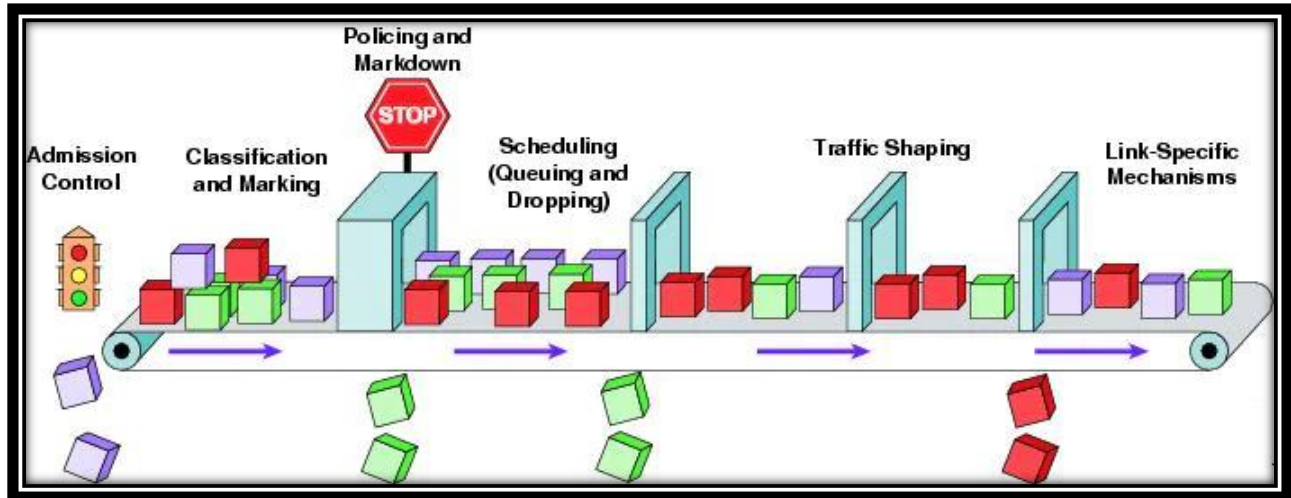 Policing and
Markdown
STOP
Admission
Control
Classification
and Marking
Scheduling
(Queuing and
Dropping)
Traffic Shaping
Link-Specific
Mechanisms